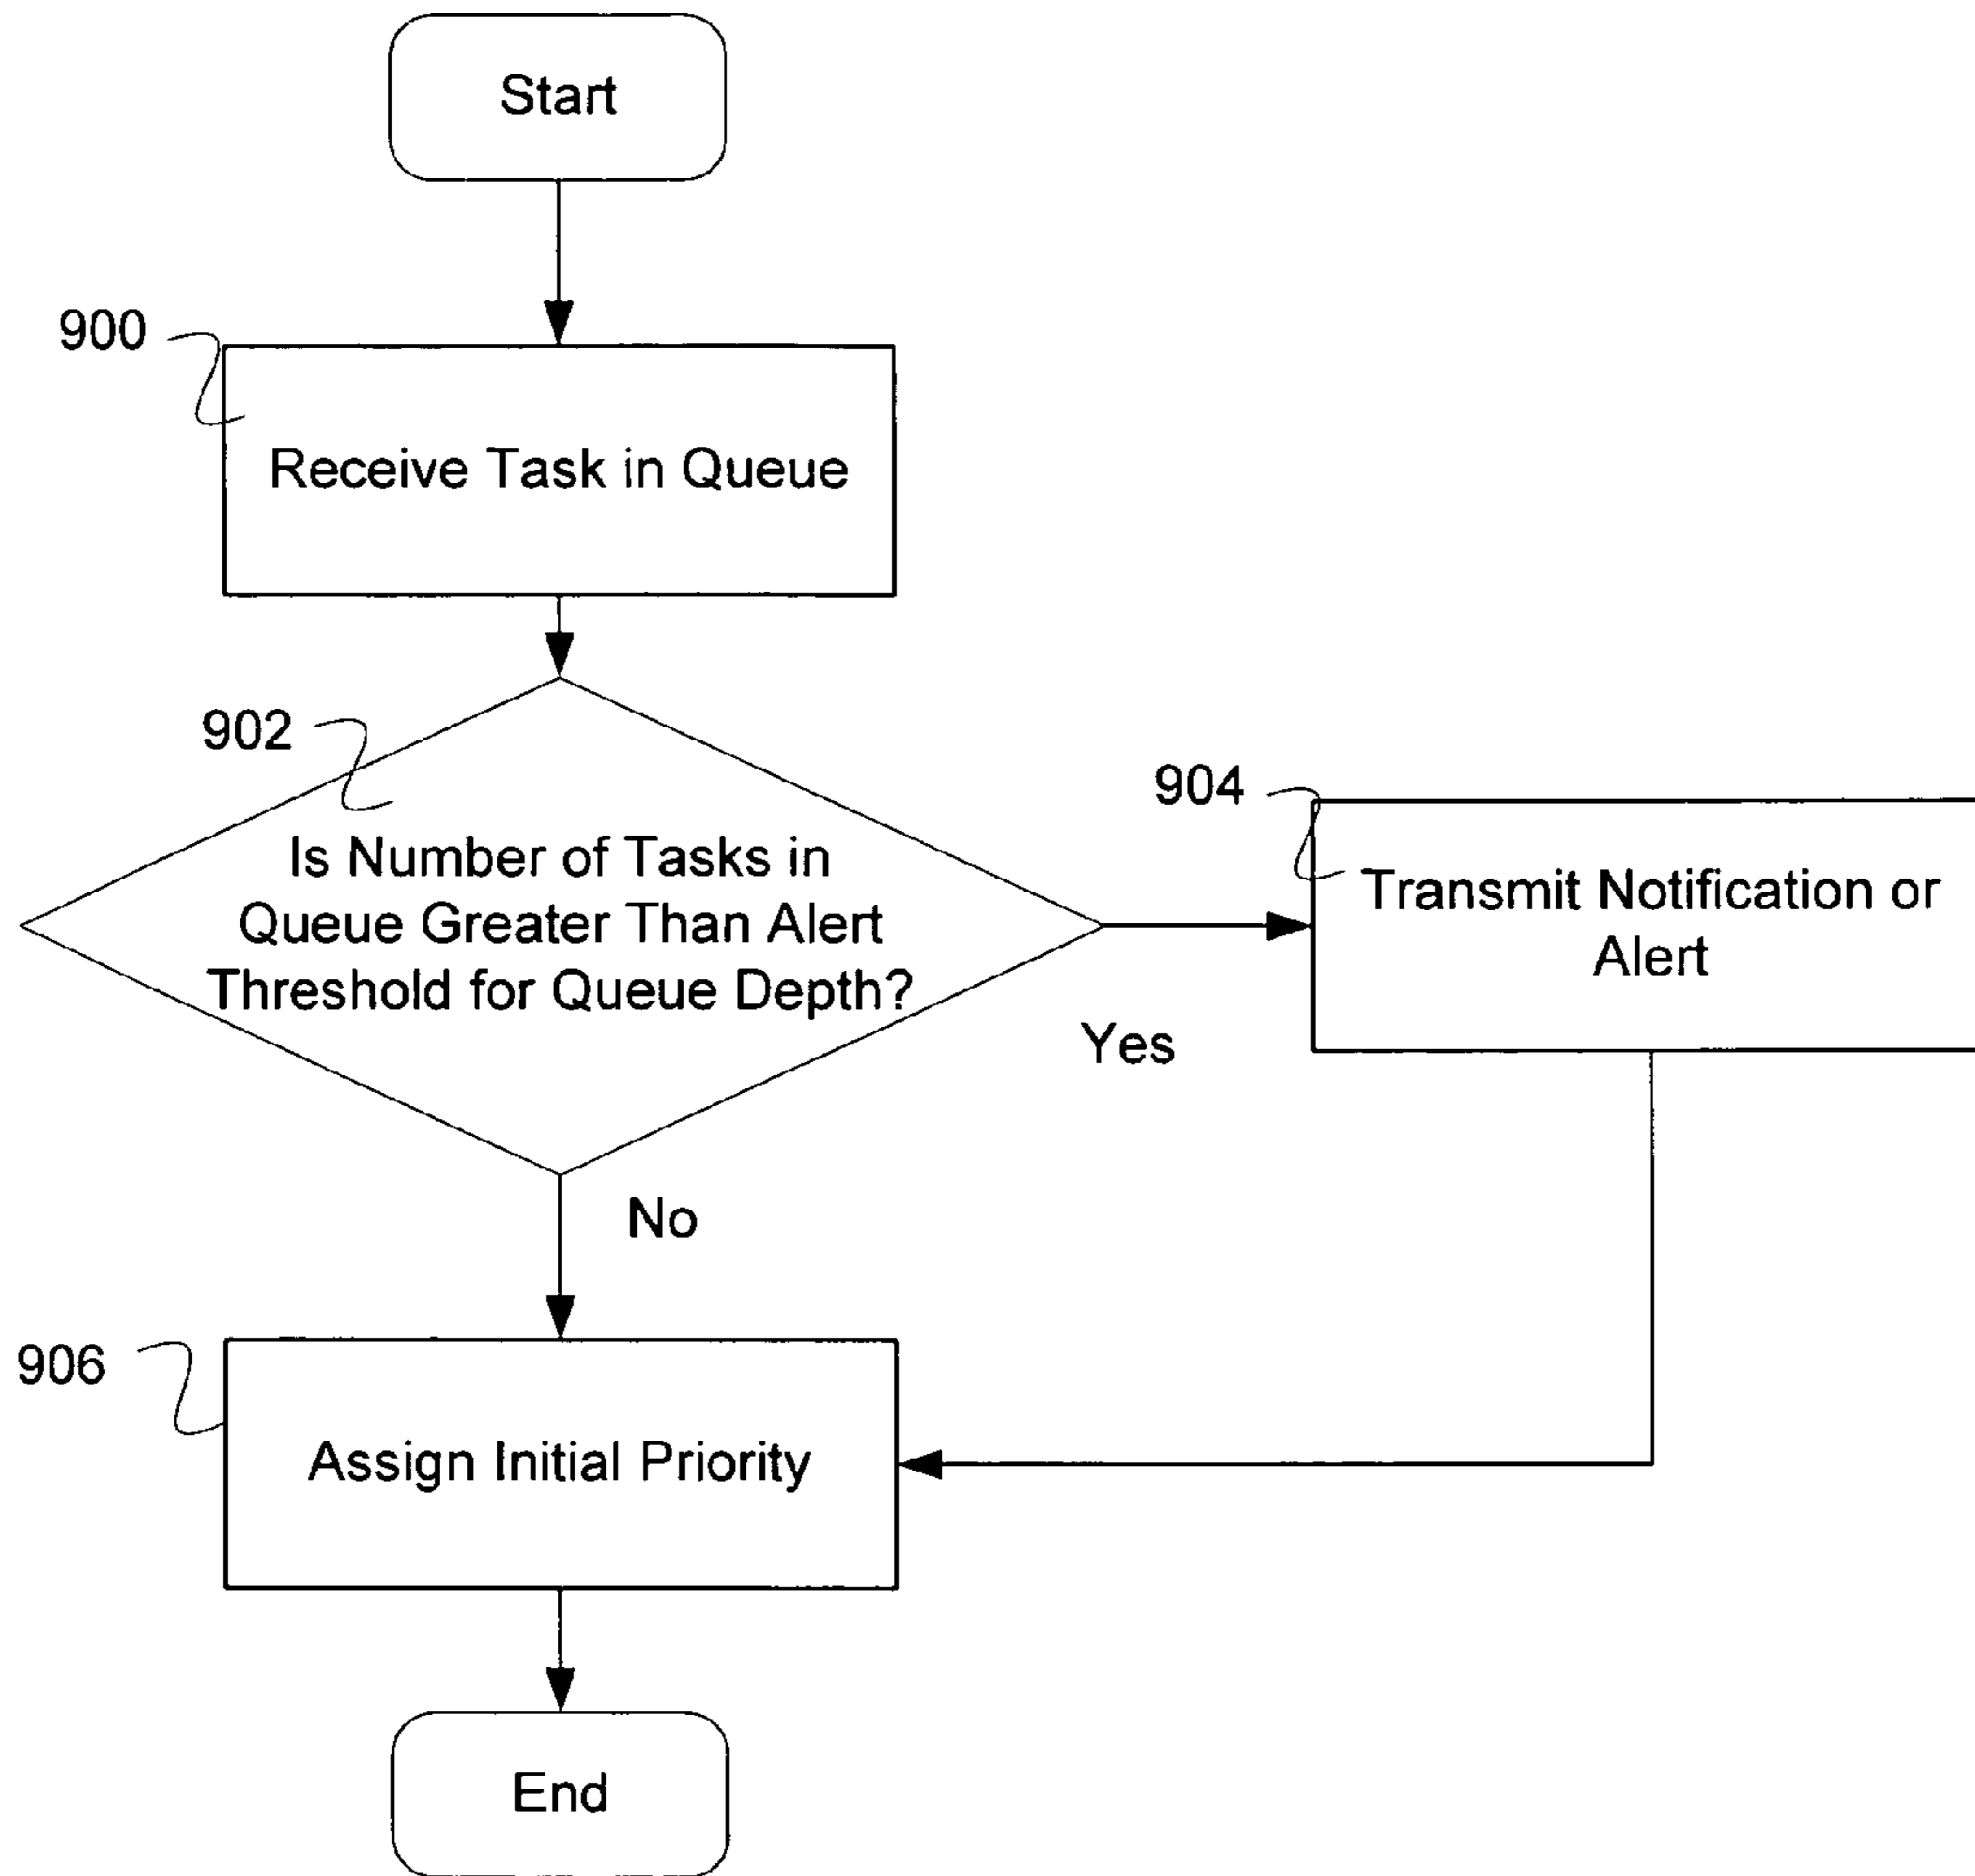 Start
900
Receive Task in Queue
902
Is Number of Tasks in
Queue Greater Than Alert
Threshold for Queue Depth?
904
Transmit Notification or
Alert
Yes
No
906
Assign Initial Priority
End